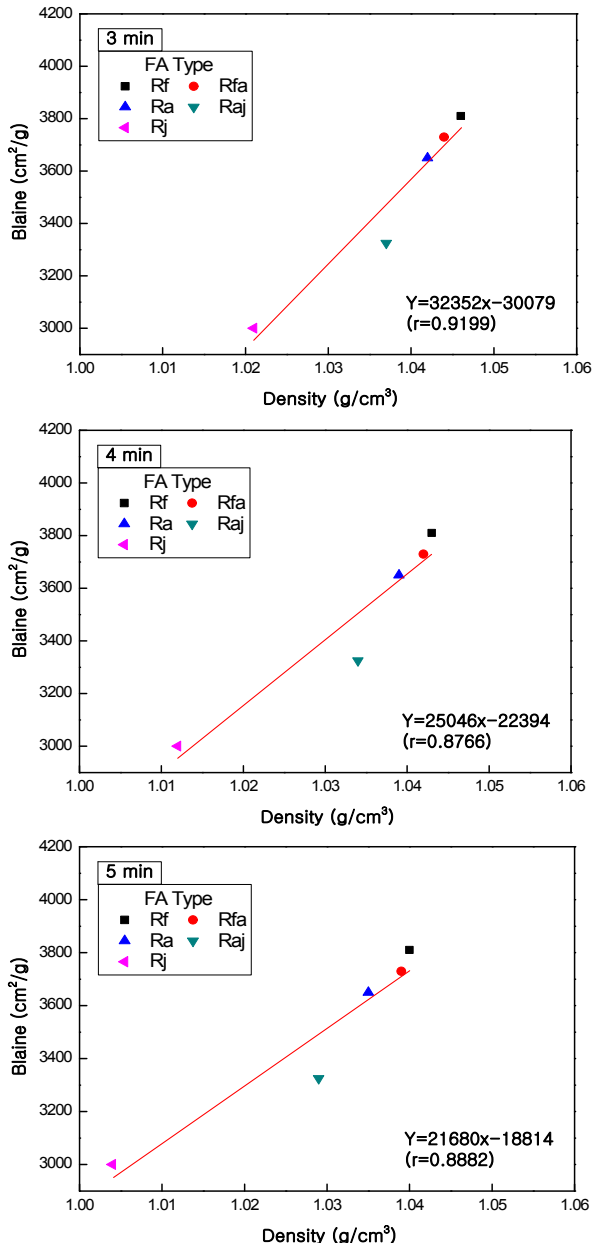 4200
4000
3800
3600
3400
3200
3000
Blaine (cm²/g)
3 min
FA Type
Rf Rfa
Ra Raj
Rj
Y=32352x-30079
(r=0.9199)
1.00 1.01 1.02 1.03 1.04 1.05 1.06
Density (g/cm³)
4200
4000
3800
3600
3400
3200
3000
Blaine (cm²/g)
4 min
FA Type
Rf Rfa
Ra Raj
Rj
Y=25046x-22394
(r=0.8766)
1.00 1.01 1.02 1.03 1.04 1.05 1.06
Density (g/cm³)
4200
4000
3800
3600
3400
3200
3000
Blaine (cm²/g)
5 min
FA Type
Rf Rfa
Ra Raj
Rj
Y=21680x-18814
(r=0.8882)
1.00 1.01 1.02 1.03 1.04 1.05 1.06
Density (g/cm³)